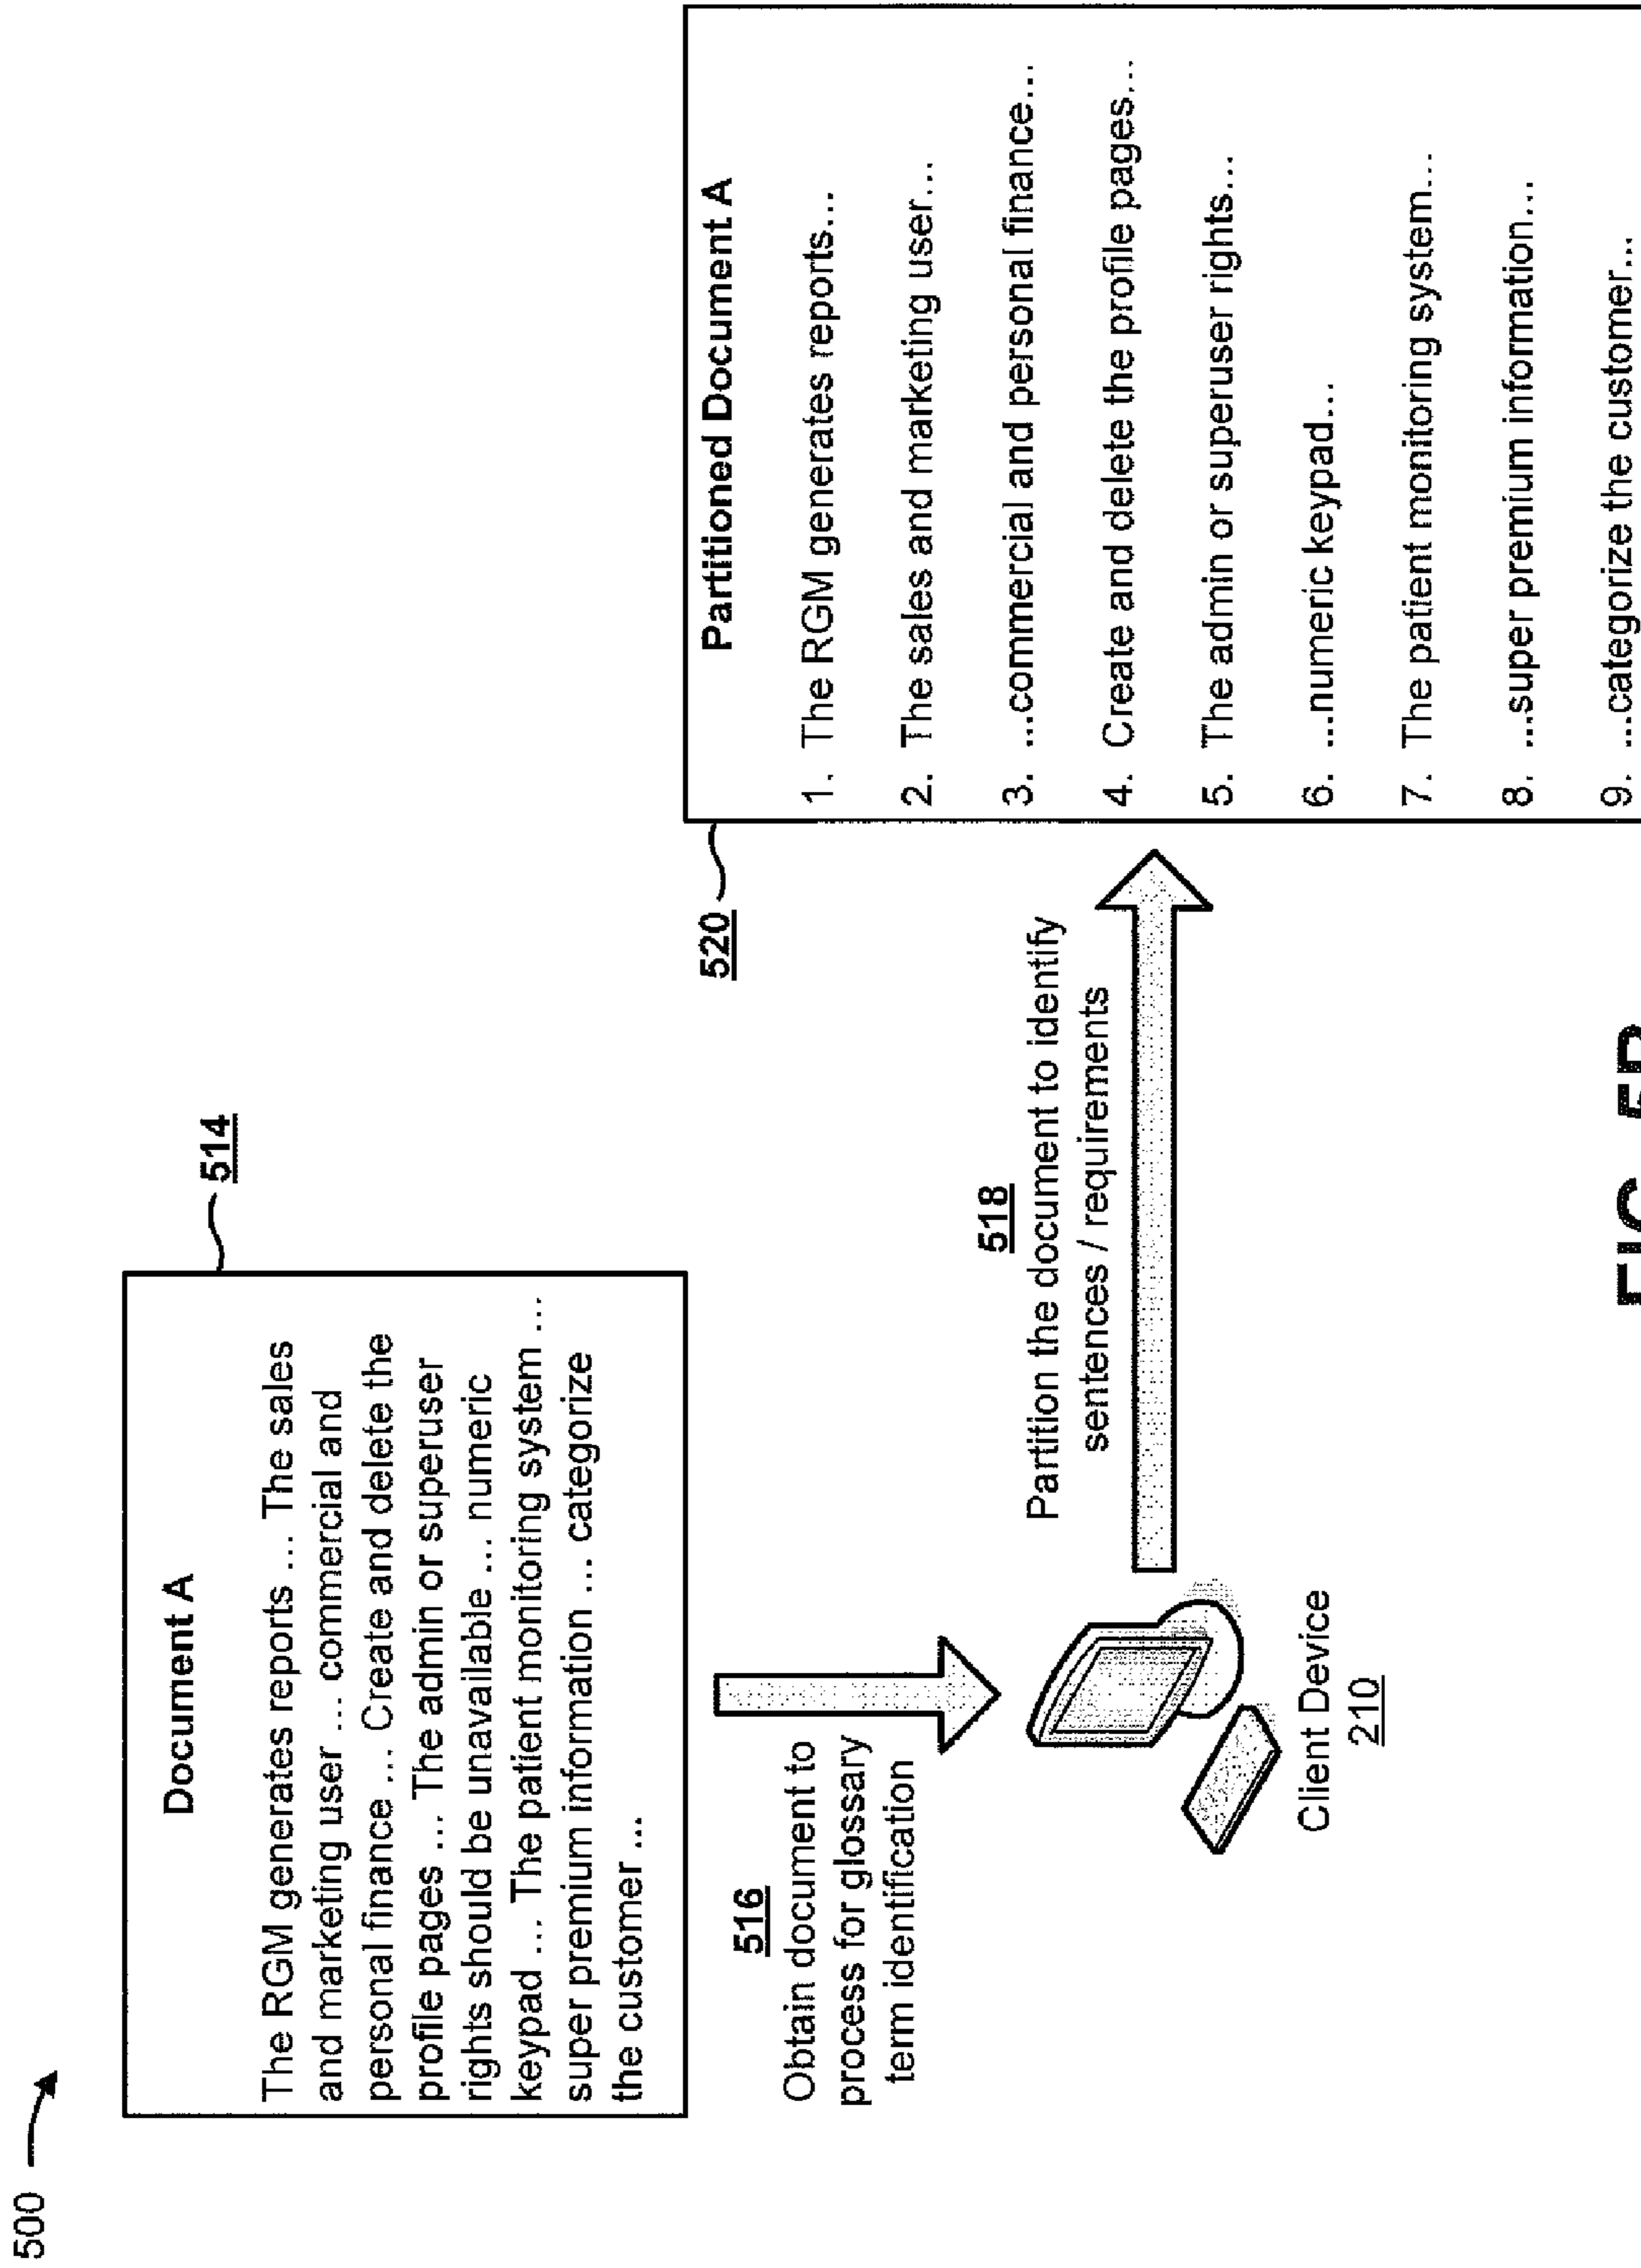 500
Document A
The RGM generates reports ... The sales
and marketing user ... commercial and
personal finance ... Create and delete the
profile pages ... The admin or superuser
rights should be unavailable ... numeric
keypad ... The patient monitoring system ...
super premium information ... categorize
the customer ...
514
516
Obtain document to
process for glossary
term identification
Client Device
210
518
Partition the document to identify
sentences / requirements
520
Partitioned Document A
1. The RGM generates reports...
2. The sales and marketing user...
3. ...commercial and personal finance...
4. Create and delete the profile pages...
5. The admin or superuser rights...
6. ...numeric keypad...
7. The patient monitoring system...
8. ...super premium information...
9. ...categorize the customer...